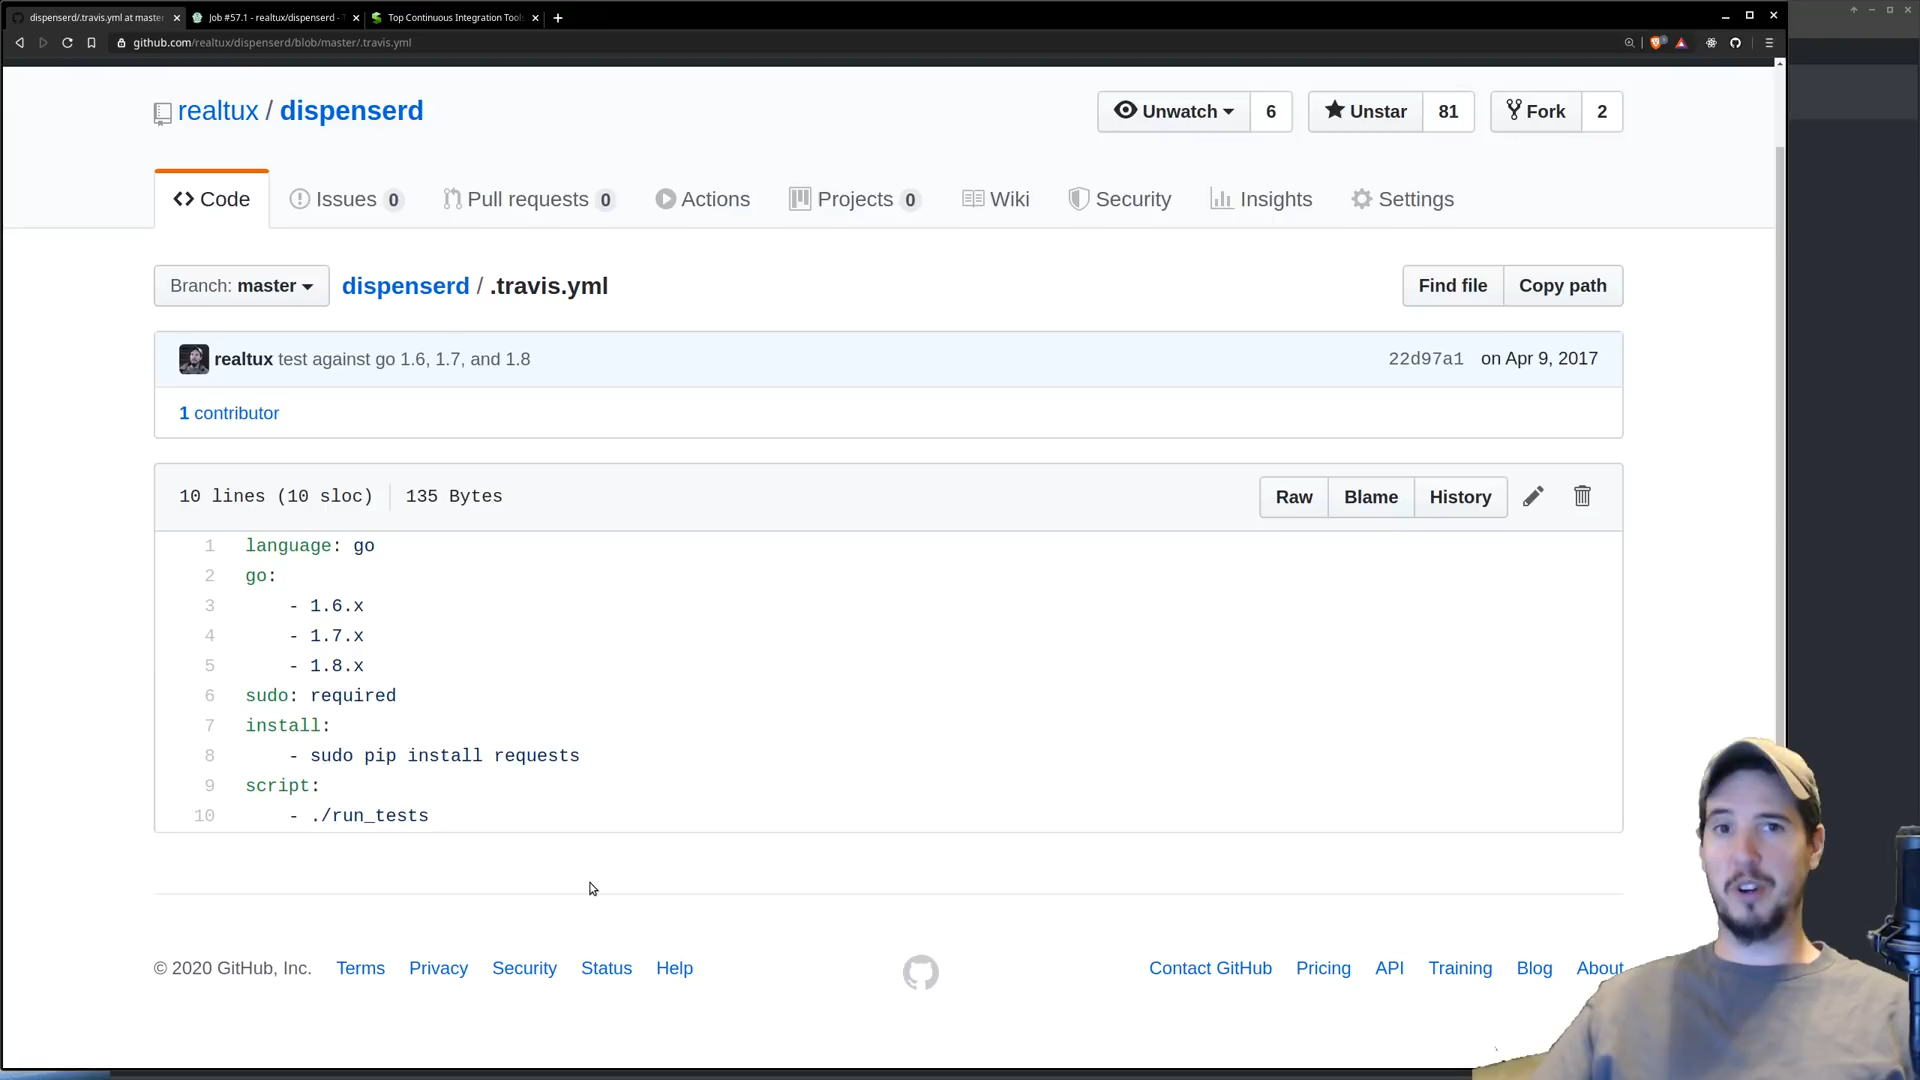 dispenserd/.travis.yml at master
Job #57.1 - realtux/dispenserd - T
Top Continuous Integration Tools
github.com/realtux/dispenserd/blob/master/.travis.yml
realtux / dispenserd
Unwatch 6
Unstar 81
Fork 2
Code
Issues 0
Pull requests 0
Actions
Projects 0
Wiki
Security
Insights
Settings
Branch: master
dispenserd / .travis.yml
Find file
Copy path
realtux test against go 1.6, 1.7, and 1.8
22d97a1 on Apr 9, 2017
1 contributor
10 lines (10 sloc)
135 Bytes
Raw
Blame
History
1 language: go
2 go:
3 - 1.6.x
4 - 1.7.x
5 - 1.8.x
6 sudo: required
7 install:
8 - sudo pip install requests
9 script:
10 - ./run_tests
© 2020 GitHub, Inc.
Terms
Privacy
Security
Status
Help
Contact GitHub
Pricing
API
Training
Blog
About